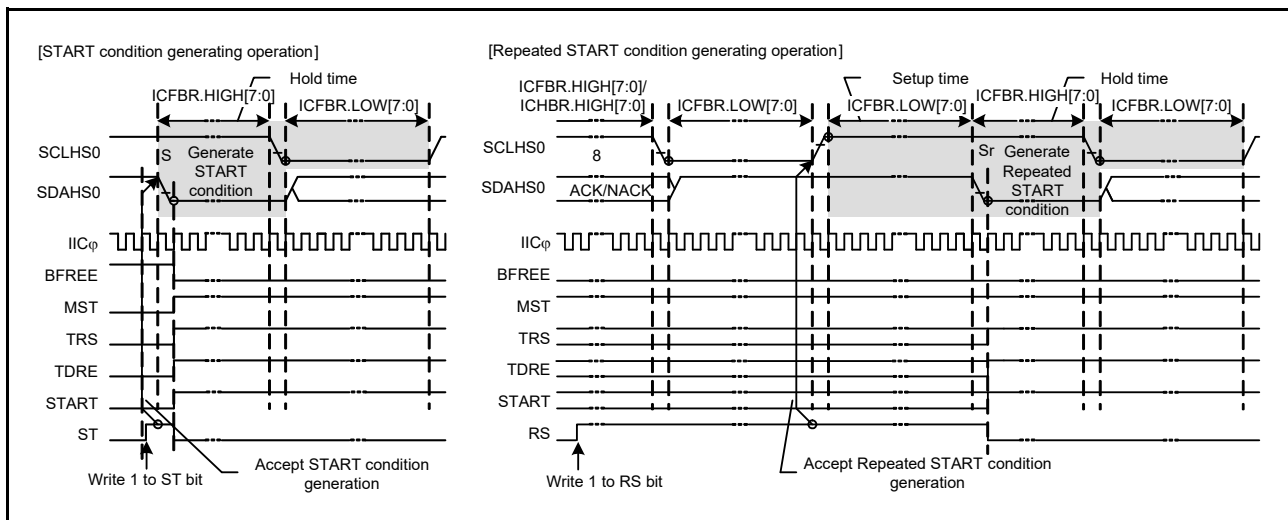 [START condition generating operation]
Hold time
ICFBR.HIGH[7:0]
ICFBR.LOW[7:0]
SCLHS0
S
Generate
START
condition
SDAHS0
IICφ
BFREE
MST
TRS
TDRE
START
ST
Accept START condition
generation
Write 1 to ST bit
[Repeated START condition generating operation]
ICFBR.HIGH[7:0]/
ICHBR.HIGH[7:0]
ICFBR.LOW[7:0]
Setup time
ICFBR.LOW[7:0]
Hold time
ICFBR.HIGH[7:0]
ICFBR.LOW[7:0]
SCLHS0
8
Sr
Generate
Repeated
START
condition
SDAHS0
ACK/NACK
IICφ
BFREE
MST
TRS
TDRE
START
RS
Accept Repeated START condition
generation
Write 1 to RS bit